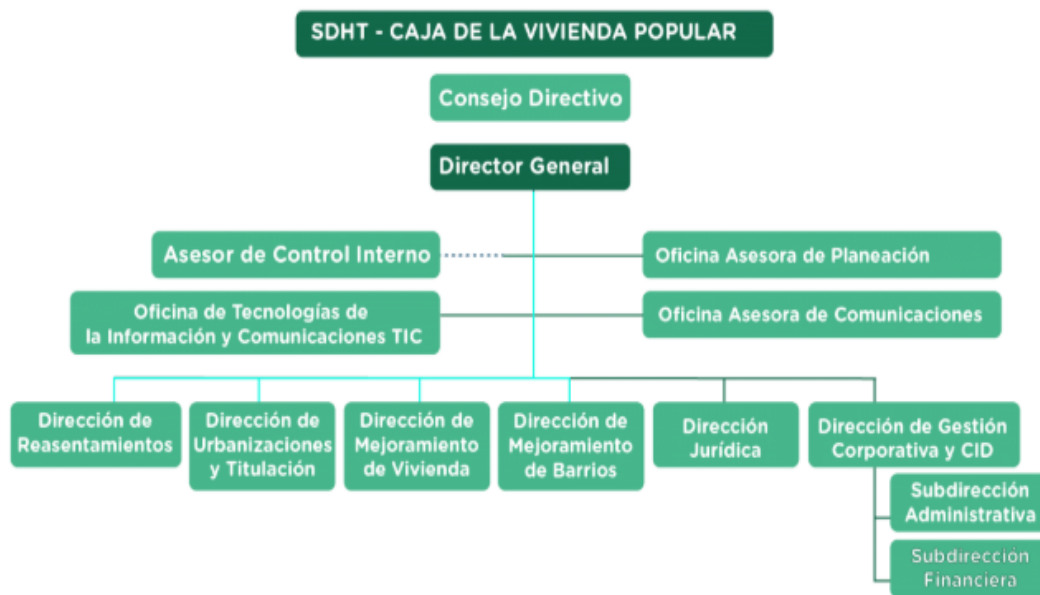 SDHT - CAJA DE LA VIVIENDA POPULAR
Consejo Directivo
Director General
Asesor de Control Interno
Oficina Asesora de Planeación
Oficina de Tecnologías de
la Información y Comunicaciones TIC
Oficina Asesora de Comunicaciones
Dirección de
Reasentamientos
Dirección de
Urbanizaciones
y Titulación
Dirección de
Mejoramiento
de Vivienda
Dirección de
Mejoramiento
de Barrios
Dirección
Jurídica
Dirección de Gestión
Corporativa y CID
Subdirección
Administrativa
Subdirección
Financiera